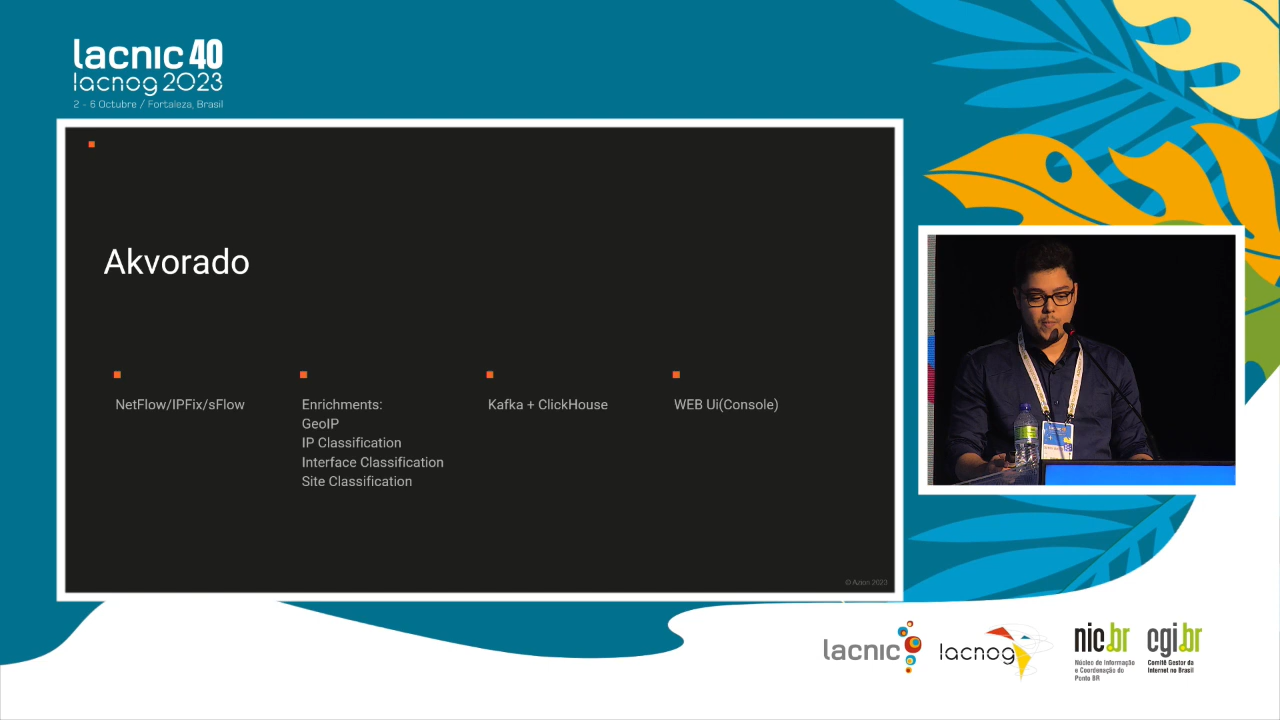 lacnic 40
lacnog 2023
2 - 6 Octubre / Fortaleza, Brasil
Akvorado
NetFlow/IPFix/sFlow
Enrichments:
GeoIP
IP Classification
Interface Classification
Site Classification
Kafka + ClickHouse
WEB Ui(Console)
© Azion 2023
lacnic
lacnog
nic.br
Núcleo de Informação
e Coordenação do
Ponto BR
cgi.br
Comitê Gestor da
Internet no Brasil